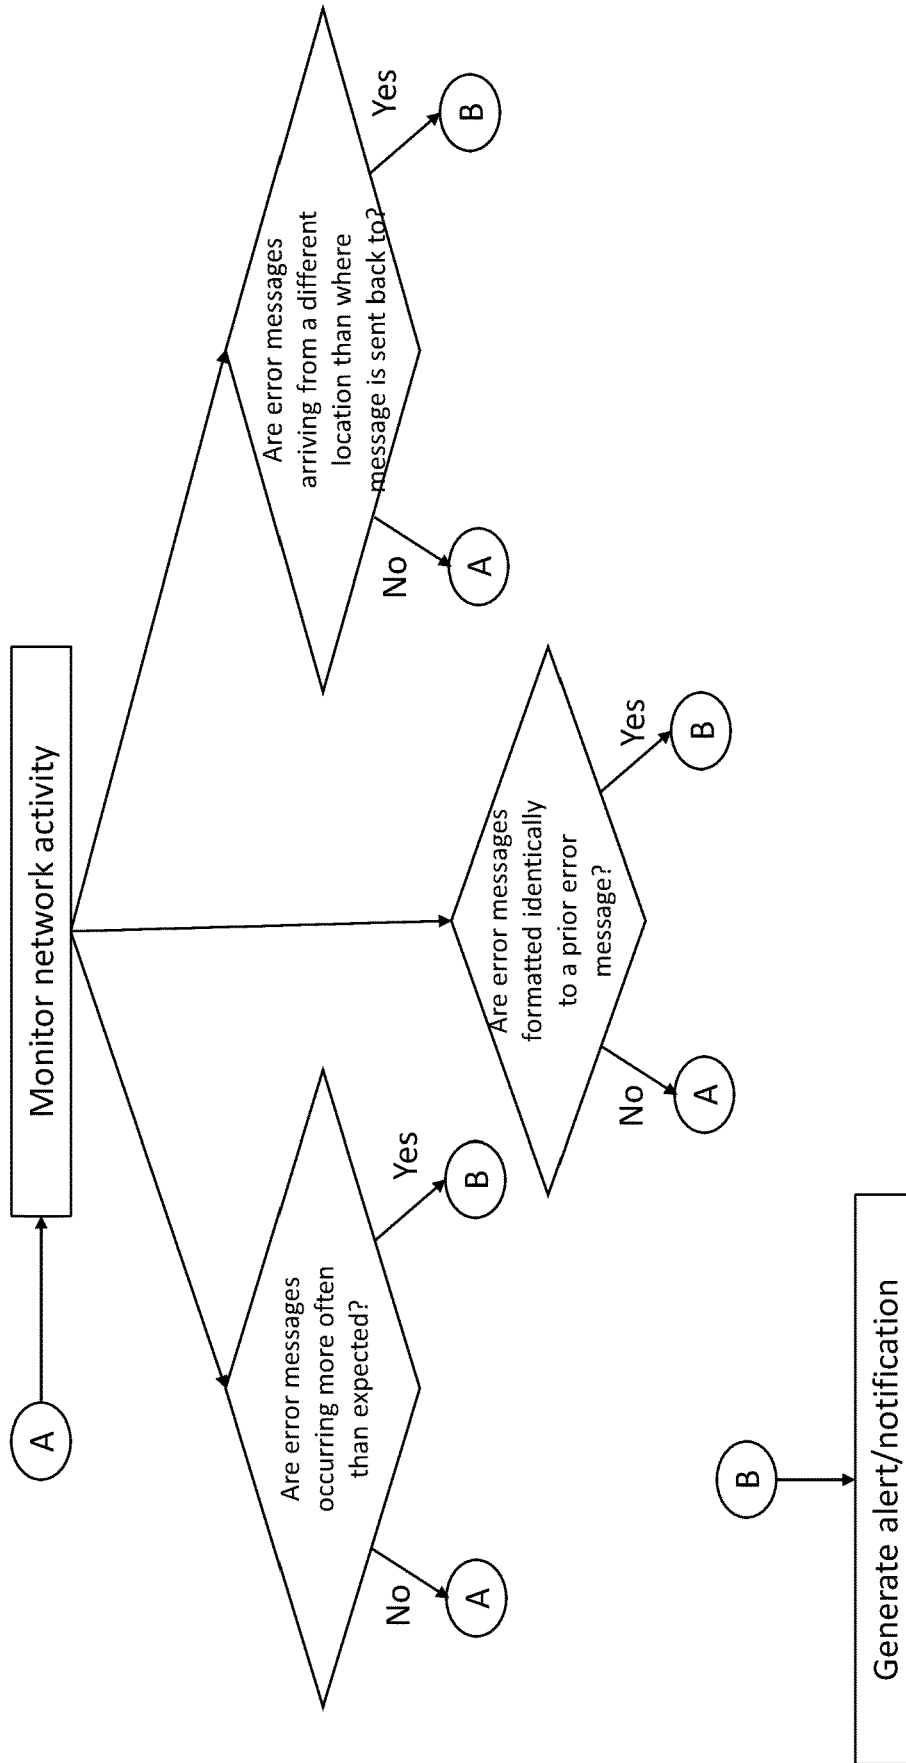 A
Monitor network activity
Are error messages
occurring more often
than expected?
No
A
Yes
B
Are error messages
formatted identically
to a prior error
message?
No
A
Yes
B
Are error messages
arriving from a different
location than where
message is sent back to?
No
A
Yes
B
B
Generate alert/notification